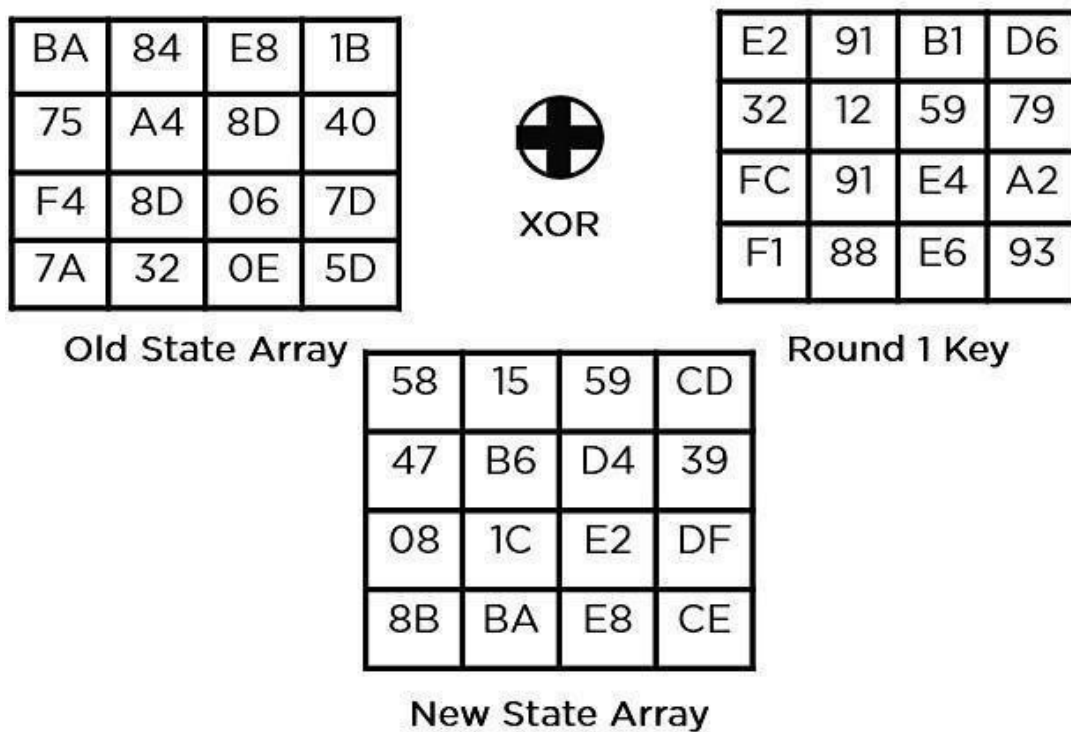 BA 84 E8 1B
75 A4 8D 40
F4 8D 06 7D
7A 32 0E 5D
Old State Array
XOR
E2 91 B1 D6
32 12 59 79
FC 91 E4 A2
F1 88 E6 93
Round 1 Key
58 15 59 CD
47 B6 D4 39
08 1C E2 DF
8B BA E8 CE
New State Array